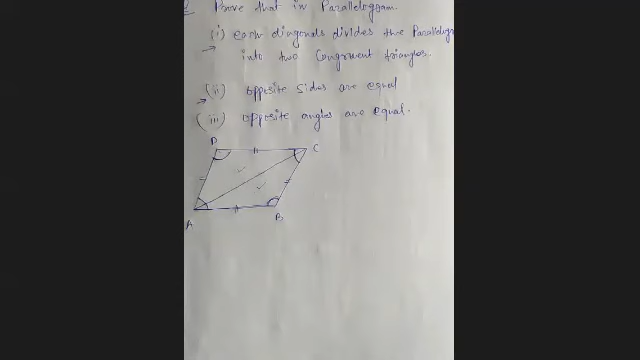 Prove that in Parallelogram.
(i) each diagonals divides the Parallelogr
into two Congruent triangles.
(ii) opposite sides are equal
(iii) opposite angles are equal.
D C
A B